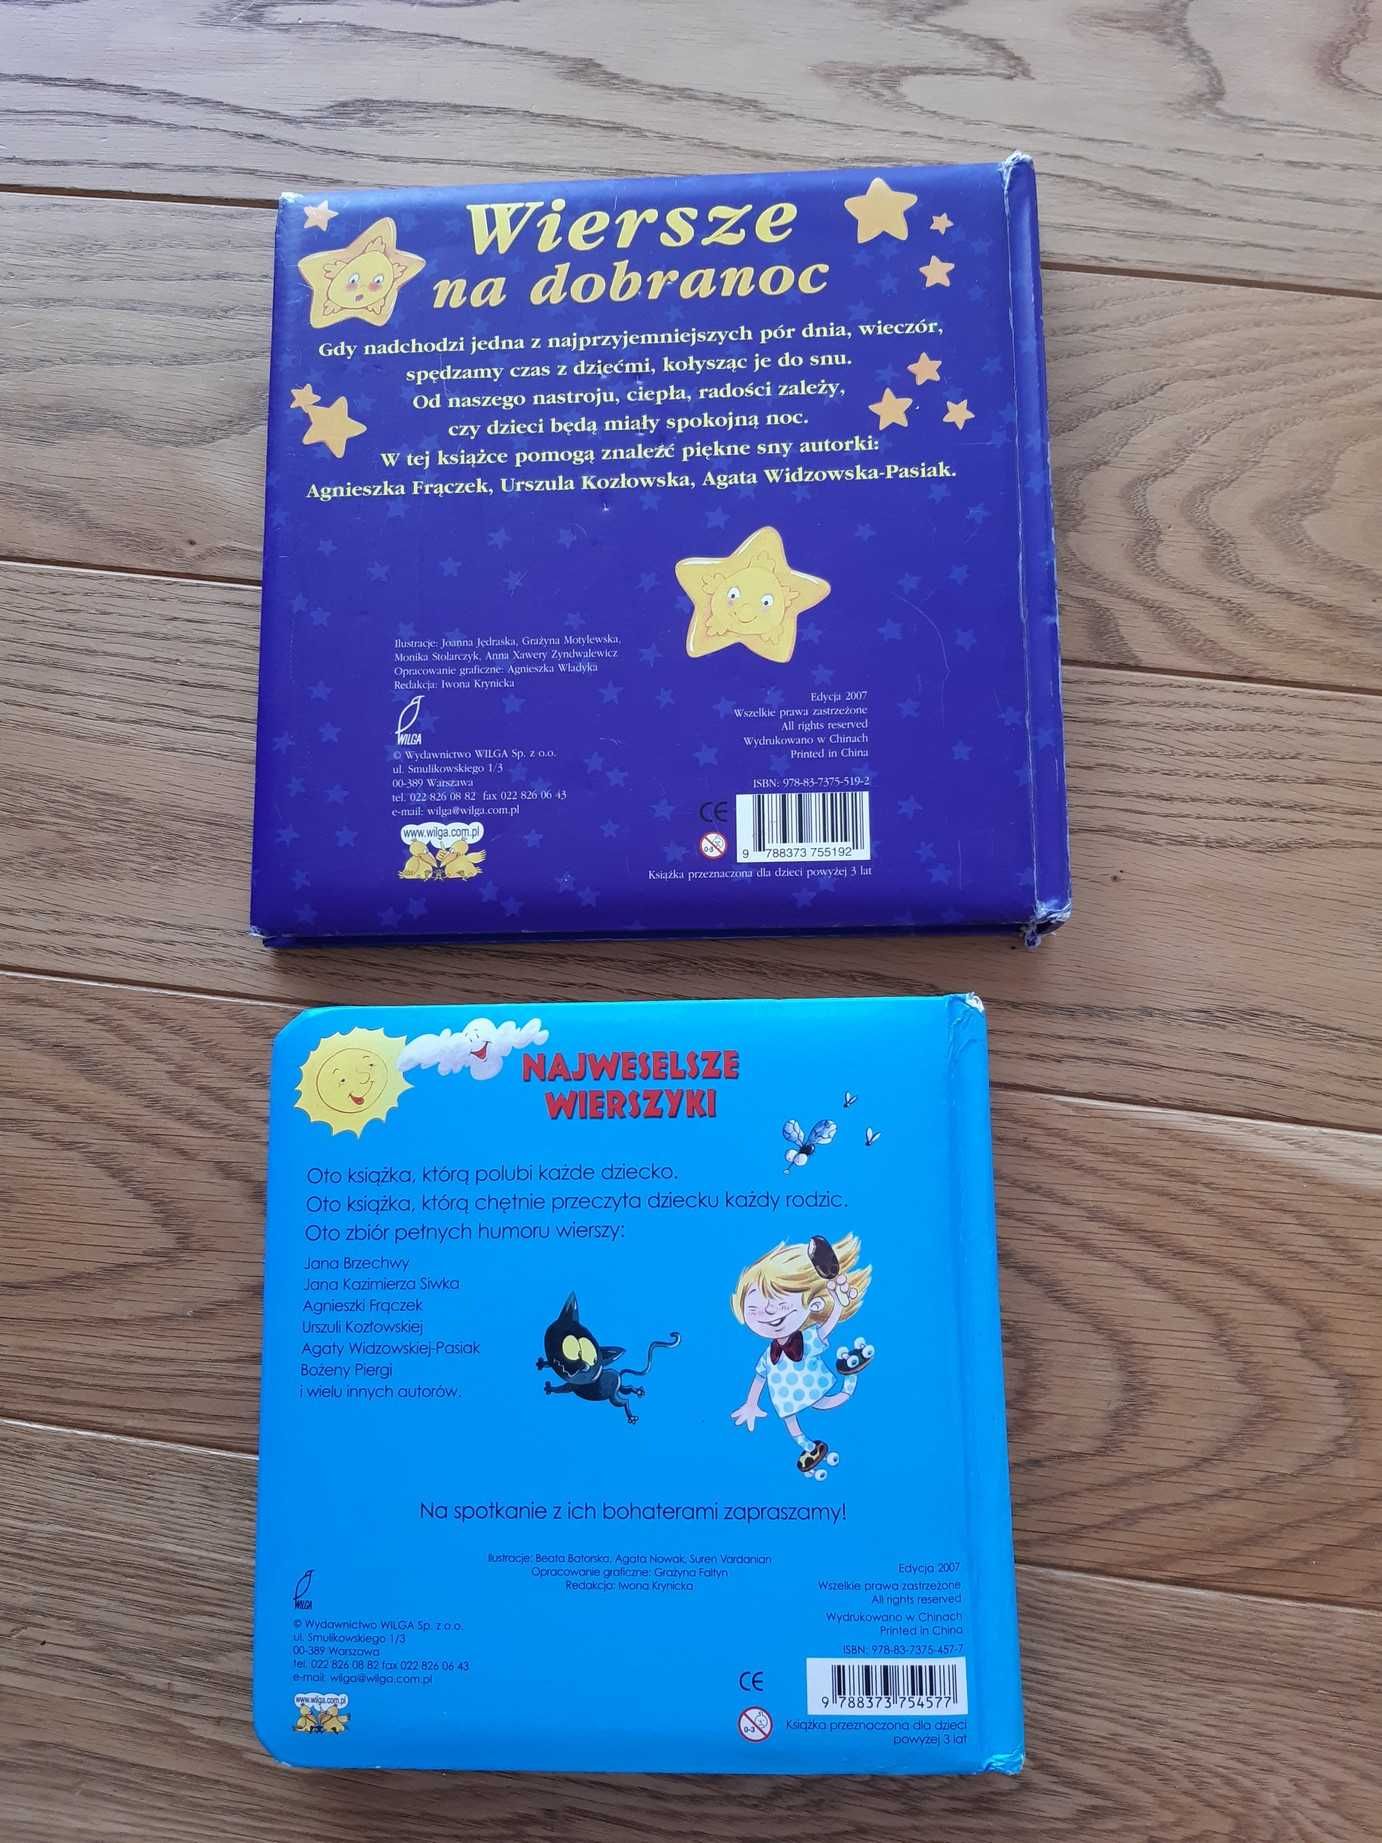 Wiersze
na dobranoc
Gdy nadchodzi jedna z najprzyjemniejszych pór dnia, wieczór,
spędzamy czas z dziećmi, kołysząc je do snu.
Od naszego nastroju, ciepła, radości zależy,
czy dzieci będą miały spokojną noc.
W tej książce pomogą znaleźć piękne sny autorki:
Agnieszka Frączek, Urszula Kozłowska, Agata Widzowska-Pasiak.
Ilustracje: Joanna Jędraska, Grażyna Motylewska,
Monika Stolarczyk, Anna Xawery Zyndwalewicz
Opracowanie graficzne: Agnieszka Władyka
Redakcja: Iwona Krynicka
WILGA
© Wydawnictwo WILGA Sp. z o.o.
ul. Smulikowskiego 1/3
00-389 Warszawa
tel. 022 826 08 82 fax 022 826 06 43
e-mail: wilga@wilga.com.pl
www.wilga.com.pl
Edycja 2007
Wszelkie prawa zastrzeżone
All rights reserved
Wydrukowano w Chinach
Printed in China
ISBN: 978-83-7375-519-2
CE
0-3
9 788373 755192
Książka przeznaczona dla dzieci powyżej 3 lat
NAJWESELSZE
WIERSZYKI
Oto książka, którą polubi każde dziecko.
Oto książka, którą chętnie przeczyta dziecku każdy rodzic.
Oto zbiór pełnych humoru wierszy:
Jana Brzechwy
Jana Kazimierza Siwka
Agnieszki Frączek
Urszuli Kozłowskiej
Agaty Widzowskiej-Pasiak
Bożeny Piergi
i wielu innych autorów.
Na spotkanie z ich bohaterami zapraszamy!
Ilustracje: Beata Batorska, Agata Nowak, Suren Vardanian
Opracowanie graficzne: Grażyna Faltyn
Redakcja: Iwona Krynicka
WILGA
© Wydawnictwo WILGA Sp. z o.o.
ul. Smulikowskiego 1/3
00-389 Warszawa
tel. 022 826 08 82 fax 022 826 06 43
e-mail: wilga@wilga.com.pl
www.wilga.com.pl
Edycja 2007
Wszelkie prawa zastrzeżone
All rights reserved
Wydrukowano w Chinach
Printed in China
ISBN: 978-83-7375-457-7
CE
0-3
9 788373 754577
Książka przeznaczona dla dzieci
powyżej 3 lat